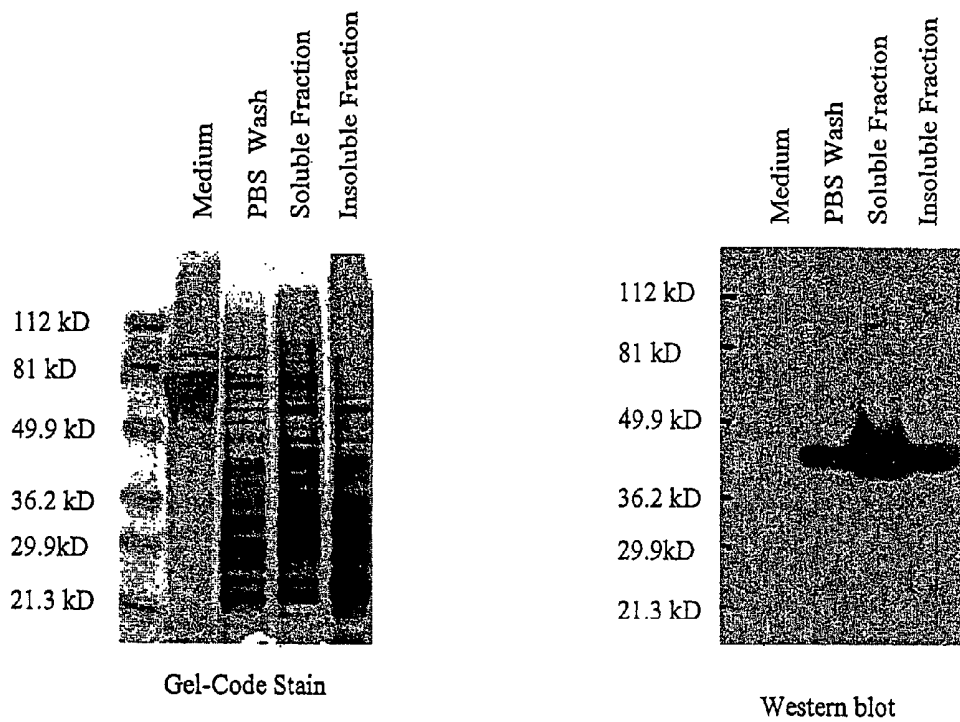 Medium
PBS Wash
Soluble Fraction
Insoluble Fraction
112 kD
81 kD
49.9 kD
36.2 kD
29.9kD
21.3 kD
Gel-Code Stain
Medium
PBS Wash
Soluble Fraction
Insoluble Fraction
112 kD
81 kD
49.9 kD
36.2 kD
29.9kD
21.3 kD
Western blot